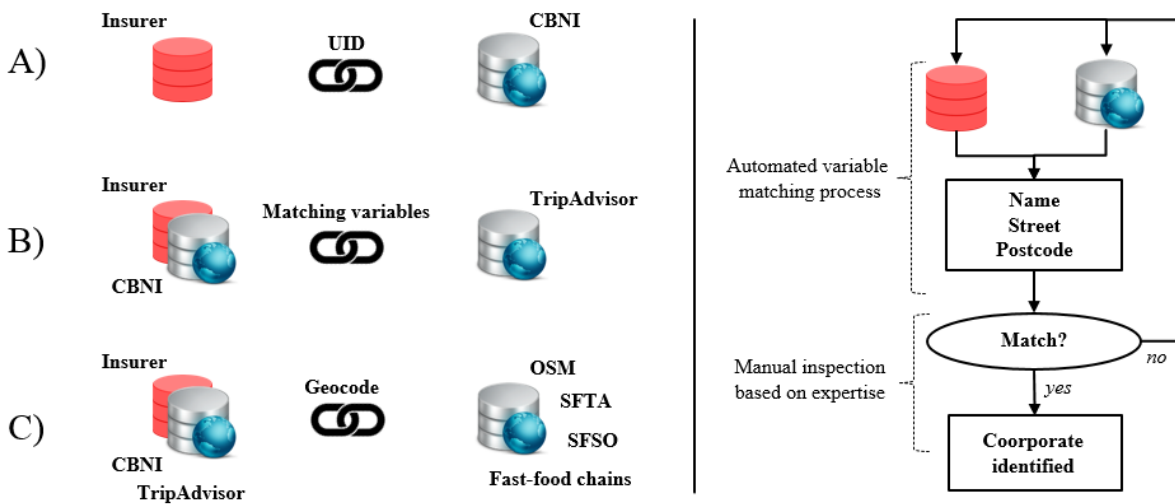 A)
Insurer
UID
CBNI
B)
Insurer
CBNI
Matching variables
TripAdvisor
C)
Insurer
CBNI
TripAdvisor
Geocode
OSM
SFTA
SFSO
Fast-food chains
Automated variable
matching process
Name
Street
Postcode
Manual inspection
based on expertise
Match?
no
yes
Coorporate
identified